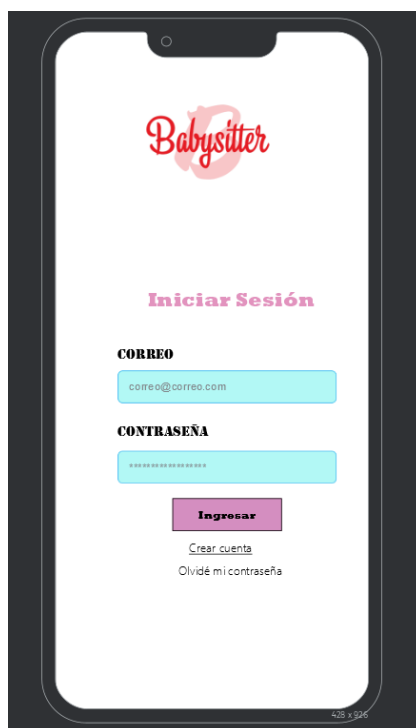 B
Babysitter
Iniciar Sesión
CORREO
correo@correo.com
CONTRASEÑA
******************
Ingresar
Crear cuenta
Olvidé mi contraseña
428 x 926